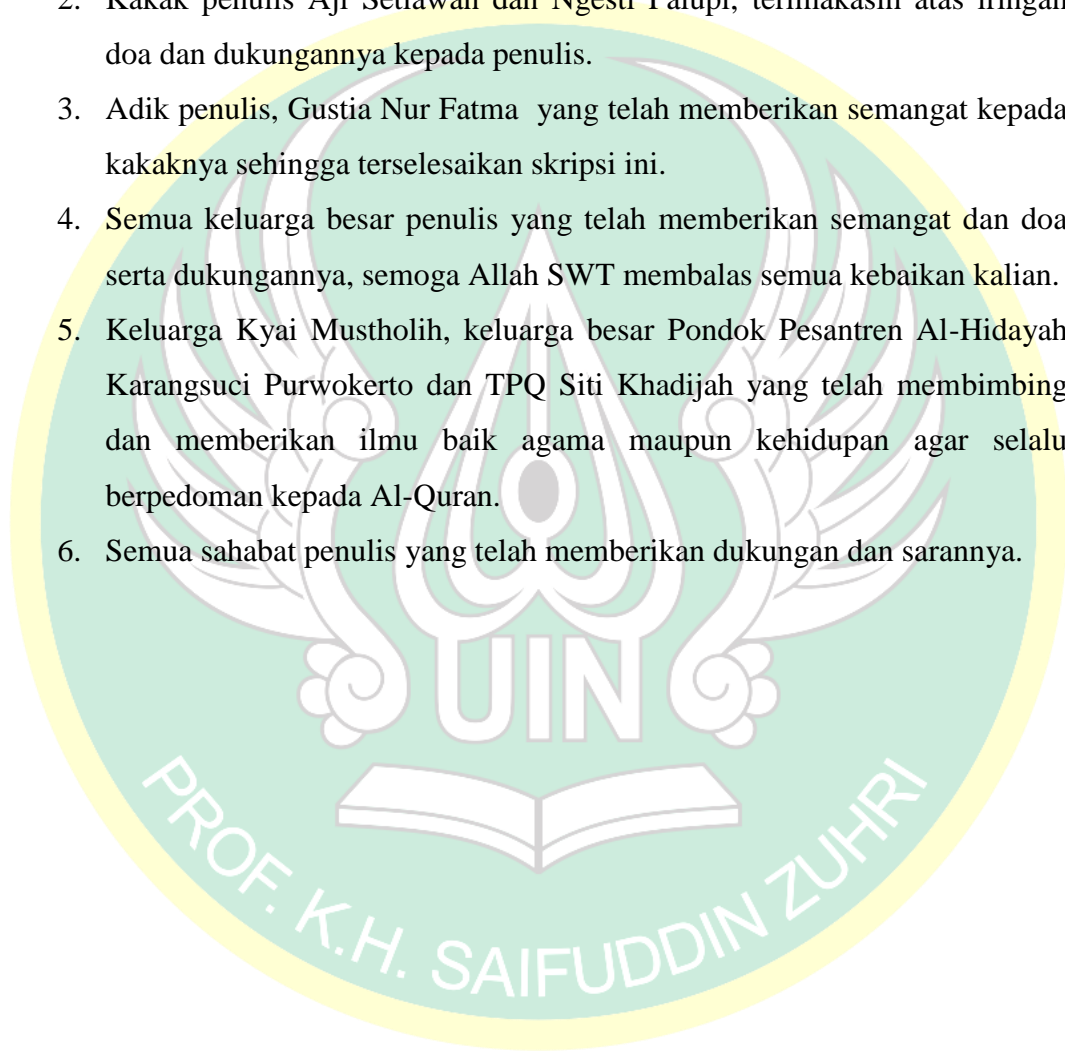 2. Kakak penulis Aji Setiawan dan Ngesti Palupi, terimakasih atas iringan
doa dan dukungannya kepada penulis.
3. Adik penulis, Gustia Nur Fatma yang telah memberikan semangat kepada
kakaknya sehingga terselesaikan skripsi ini.
4. Semua keluarga besar penulis yang telah memberikan semangat dan doa
serta dukungannya, semoga Allah SWT membalas semua kebaikan kalian.
5. Keluarga Kyai Mustholih, keluarga besar Pondok Pesantren Al-Hidayah
Karangsuci Purwokerto dan TPQ Siti Khadijah yang telah membimbing
dan memberikan ilmu baik agama maupun kehidupan agar selalu
berpedoman kepada Al-Quran.
6. Semua sahabat penulis yang telah memberikan dukungan dan sarannya.
UIN
PROF. K.H. SAIFUDDIN ZUHRI